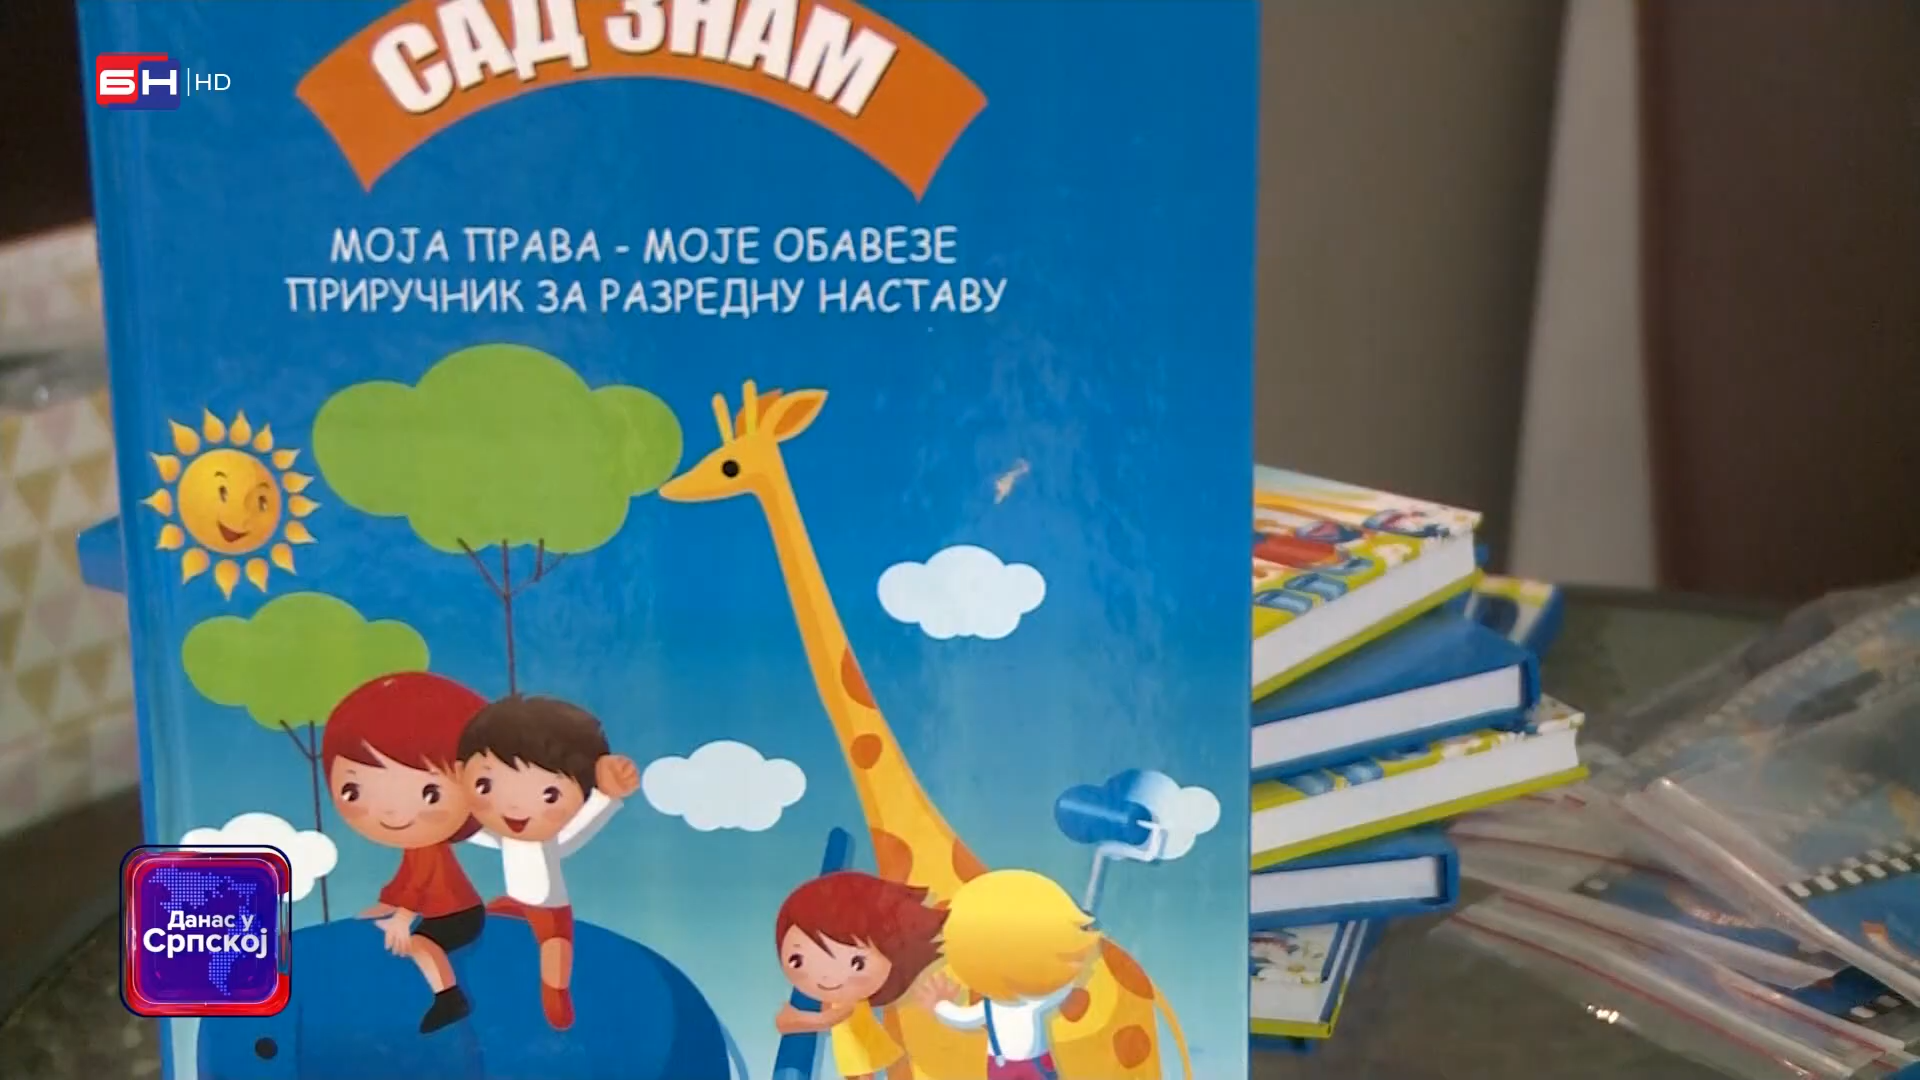 САД ЗНАМ
БН HD
МОЈА ПРАВА - МОЈЕ ОБАВЕЗЕ
ПРИРУЧНИК ЗА РАЗРЕДНУ НАСТАВУ
Данас у
Српској